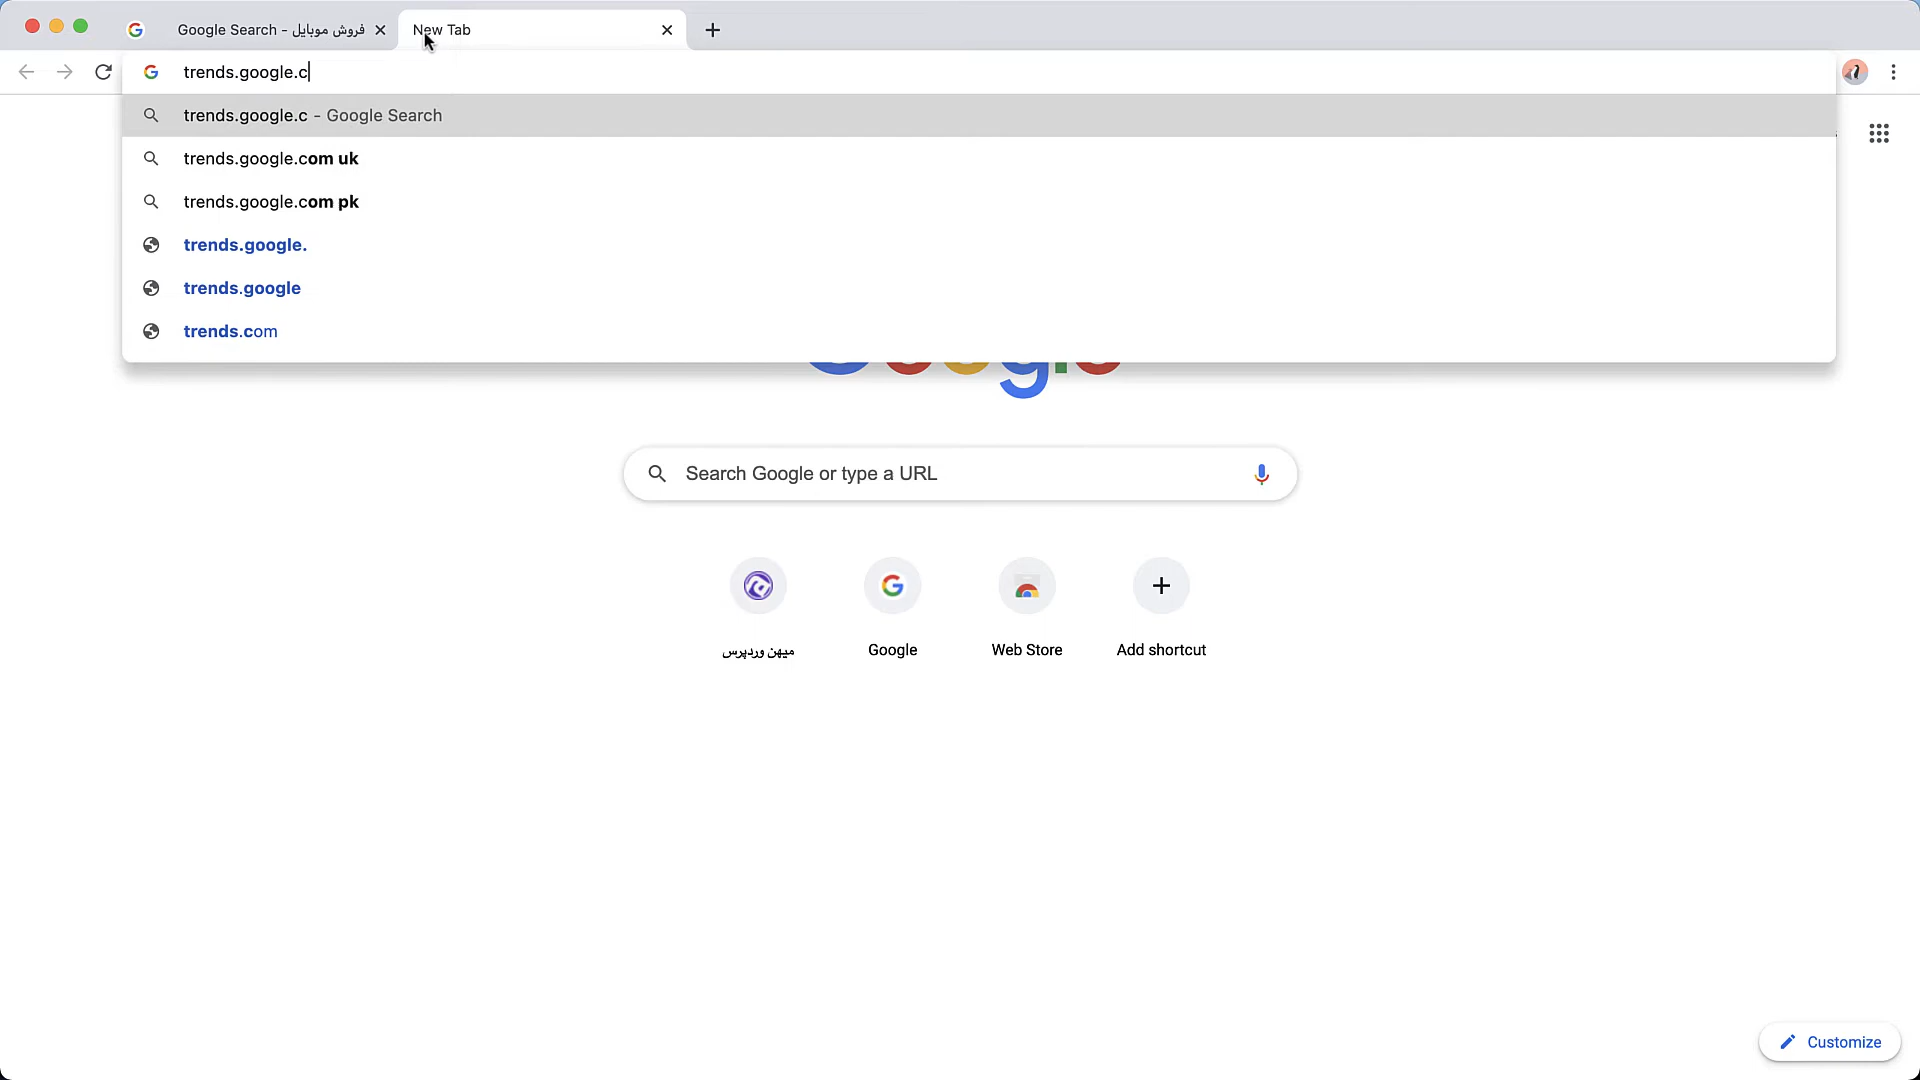 فروش موبایل - Google Search
New Tab
trends.google.c
trends.google.c - Google Search
trends.google.com uk
trends.google.com pk
trends.google.
trends.google
trends.com
Google
Search Google or type a URL
میهن وردپرس
Google
Web Store
Add shortcut
Customize